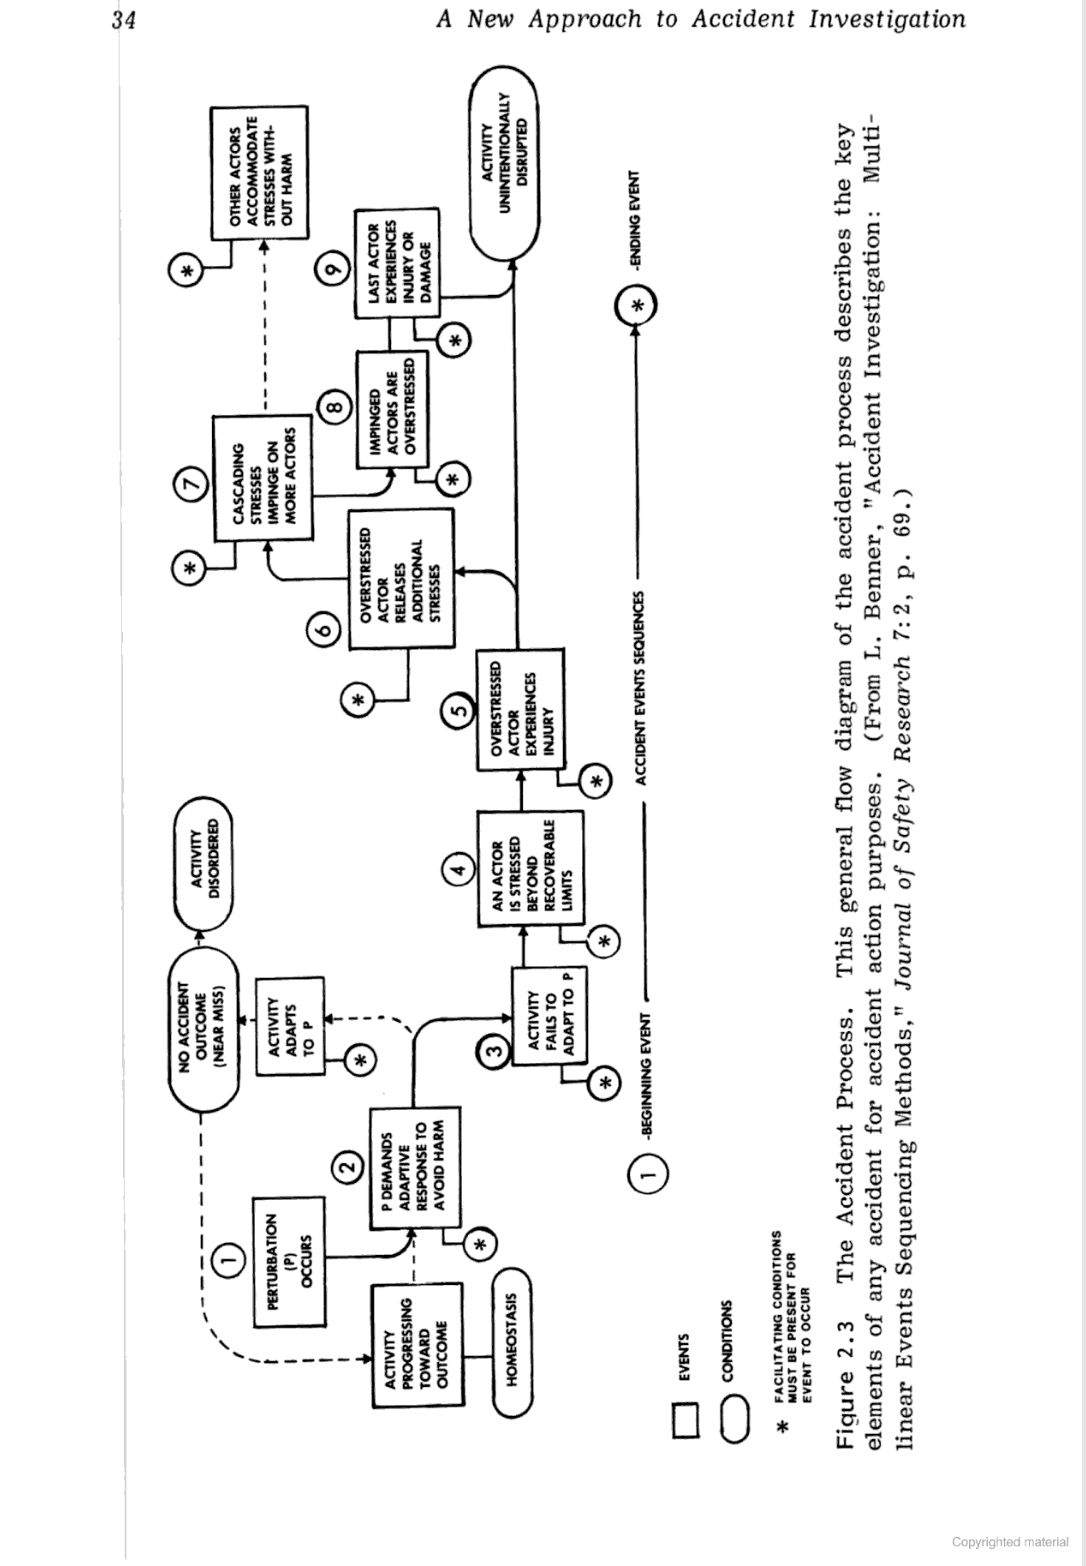 34
A New Approach to Accident Investigation
ACTIVITY
PROGRESSING
TOWARD
OUTCOME
HOMEOSTASIS
1
PERTURBATION
(P)
OCCURS
2
P DEMANDS
ADAPTIVE
RESPONSE TO
AVOID HARM
*
NO ACCIDENT
OUTCOME
(NEAR MISS)
ACTIVITY
DISORDERED
ACTIVITY
ADAPTS
TO P
*
3
ACTIVITY
FAILS TO
ADAPT TO P
*
4
AN ACTOR
IS STRESSED
BEYOND
RECOVERABLE
LIMITS
*
5
OVERSTRESSED
ACTOR
EXPERIENCES
INJURY
*
6
OVERSTRESSED
ACTOR
RELEASES
ADDITIONAL
STRESSES
*
7
CASCADING
STRESSES
IMPINGE ON
MORE ACTORS
*
8
IMPINGED
ACTORS ARE
OVERSTRESSED
*
9
LAST ACTOR
EXPERIENCES
INJURY OR
DAMAGE
*
OTHER ACTORS
ACCOMMODATE
STRESSES WITH-
OUT HARM
*
ACTIVITY
UNINTENTIONALLY
DISRUPTED
1 -BEGINNING EVENT ACCIDENT EVENTS SEQUENCES * -ENDING EVENT
EVENTS
CONDITIONS
* FACILITATING CONDITIONS
MUST BE PRESENT FOR
EVENT TO OCCUR
Figure 2.3 The Accident Process. This general flow diagram of the accident process describes the key
elements of any accident for accident action purposes. (From L. Benner, "Accident Investigation: Multi-
linear Events Sequencing Methods," Journal of Safety Research 7:2, p. 69.)
Copyrighted material